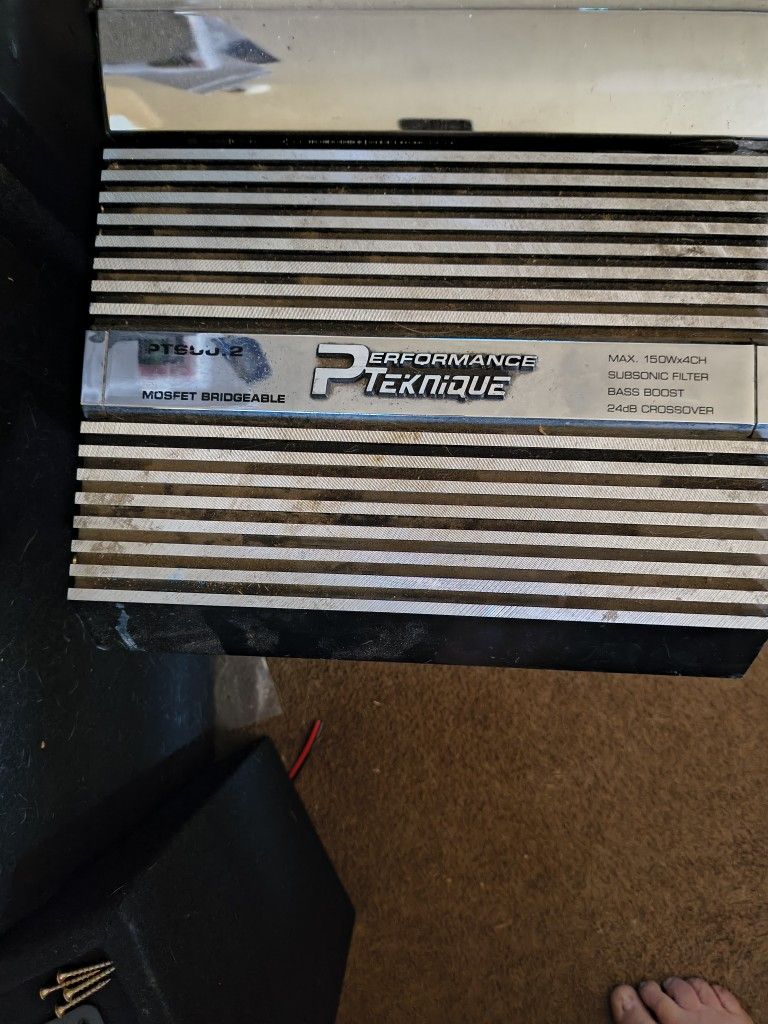 MOSFET BRIDGEABLE
PERFORMANCE
TEKNIQUE
MAX. 150Wx4CH
SUBSONIC FILTER
BASS BOOST
24dB CROSSOVER